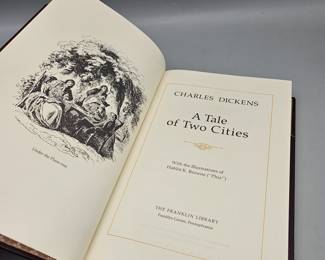 Under the Plane-tree
CHARLES DICKENS
A Tale
of Two Cities
With the Illustrations of
Hablot K. Browne ("Phiz")
THE FRANKLIN LIBRARY
Franklin Center, Pennsylvania